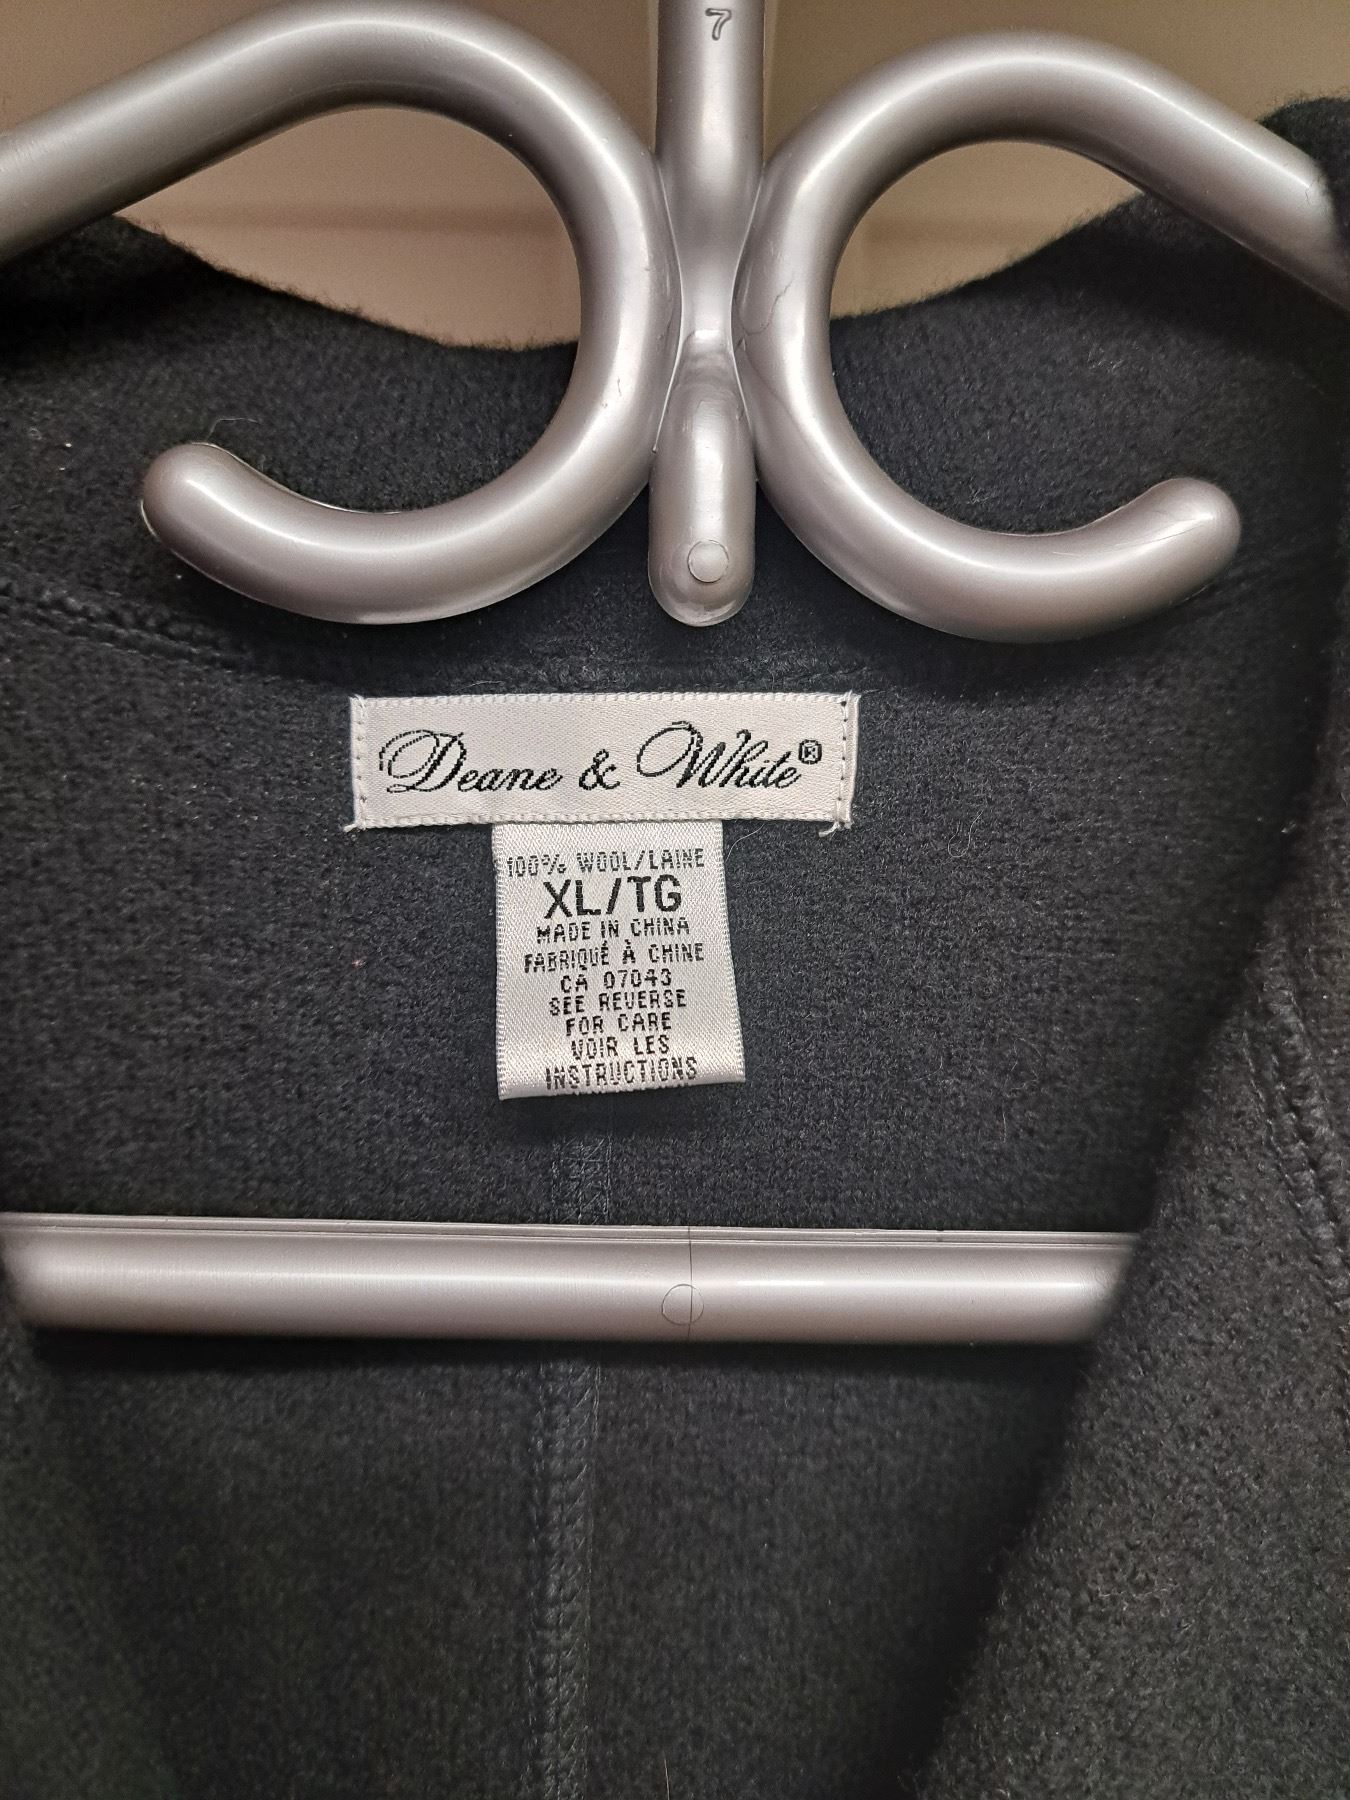 7
Deane & White®
100% WOOL/LAINE
XL/TG
MADE IN CHINA
FABRIQUÉ À CHINE
CA 07043
SEE REVERSE
FOR CARE
VOIR LES
INSTRUCTIONS